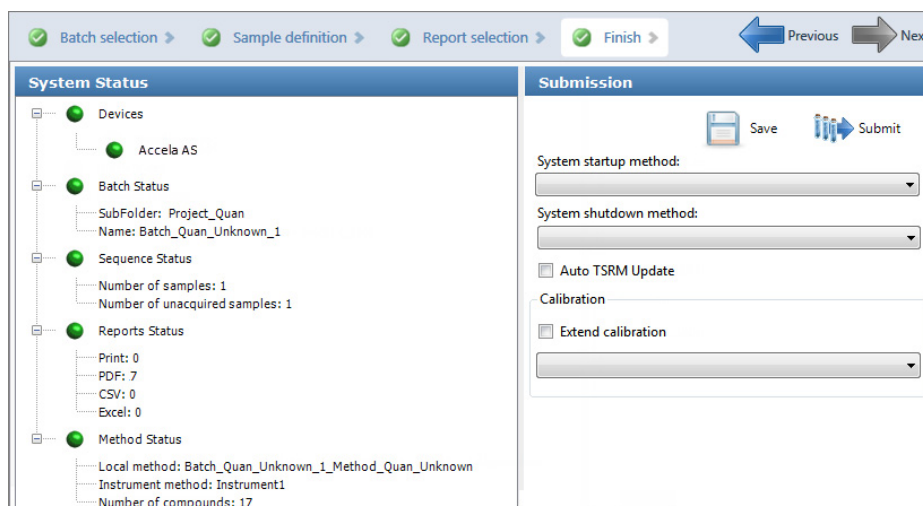 Batch selection
Sample definition
Report selection
Finish
Previous
System Status
Devices
Accela AS
Batch Status
SubFolder: Project_Quan
Name: Batch_Quan_Unknown_1
Sequence Status
Number of samples: 1
Number of unacquired samples: 1
Reports Status
Print: 0
PDF: 7
CSV: 0
Excel: 0
Method Status
Local method: Batch_Quan_Unknown_1_Method_Quan_Unknown
Instrument method: Instrument1
Number of compounds: 17
Submission
Save
Submit
System startup method:
System shutdown method:
Auto TSRM Update
Calibration
Extend calibration